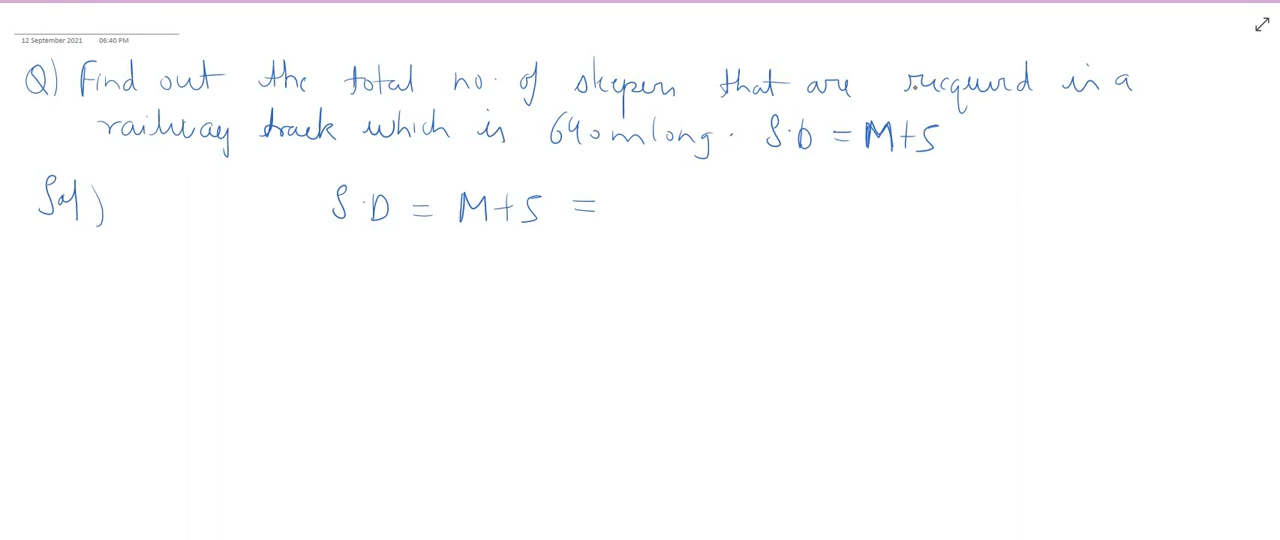 12 September 2021 06:40 PM
Q) Find out the total no. of sleepers that are required in a
railway track which is 640m long. S.D = M+5
Sol) S.D = M+5 =